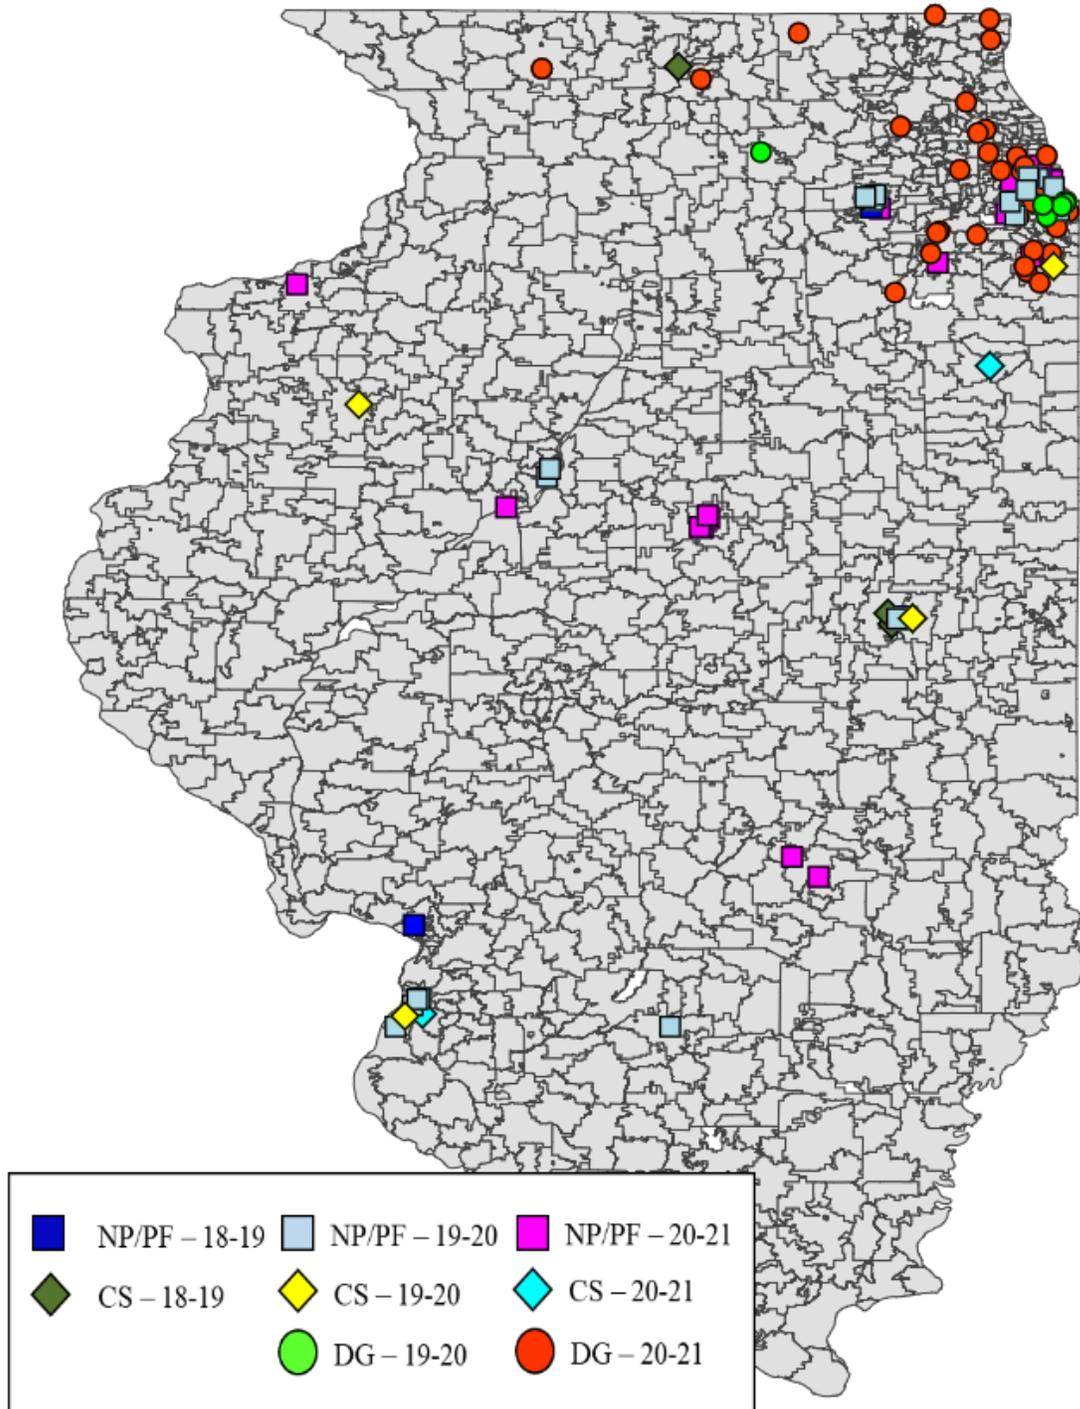 NP/PF – 18-19 NP/PF – 19-20 NP/PF – 20-21
CS – 18-19 CS – 19-20 CS – 20-21
DG – 19-20 DG – 20-21